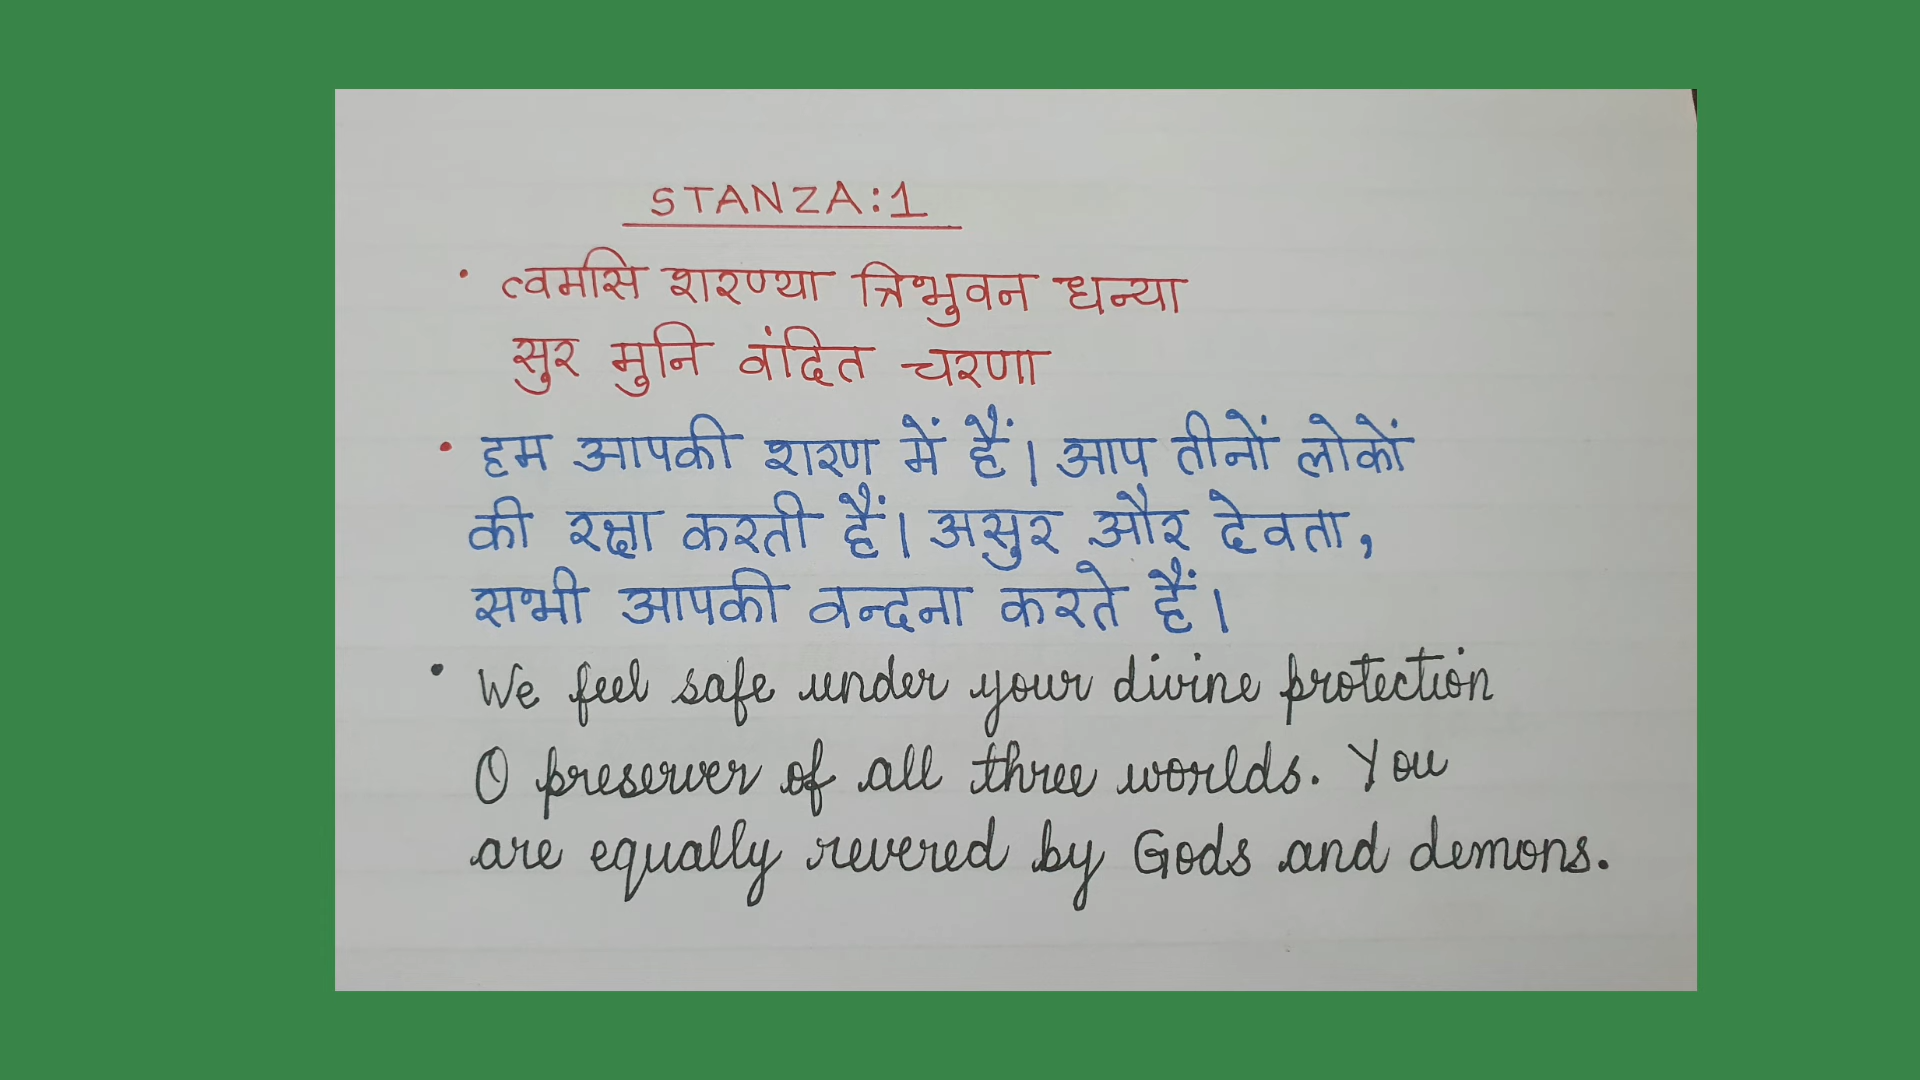 STANZA:1
• त्वमसि शरण्या त्रिभुवन धन्या
सुर मुनि वंदित चरणा
• हम आपकी शरण में हैं। आप तीनों लोकों
की रक्षा करती हैं। असुर और देवता,
सभी आपकी वन्दना करते हैं।
• We feel safe under your divine protection
O preserver of all three worlds. You
are equally revered by Gods and demons.